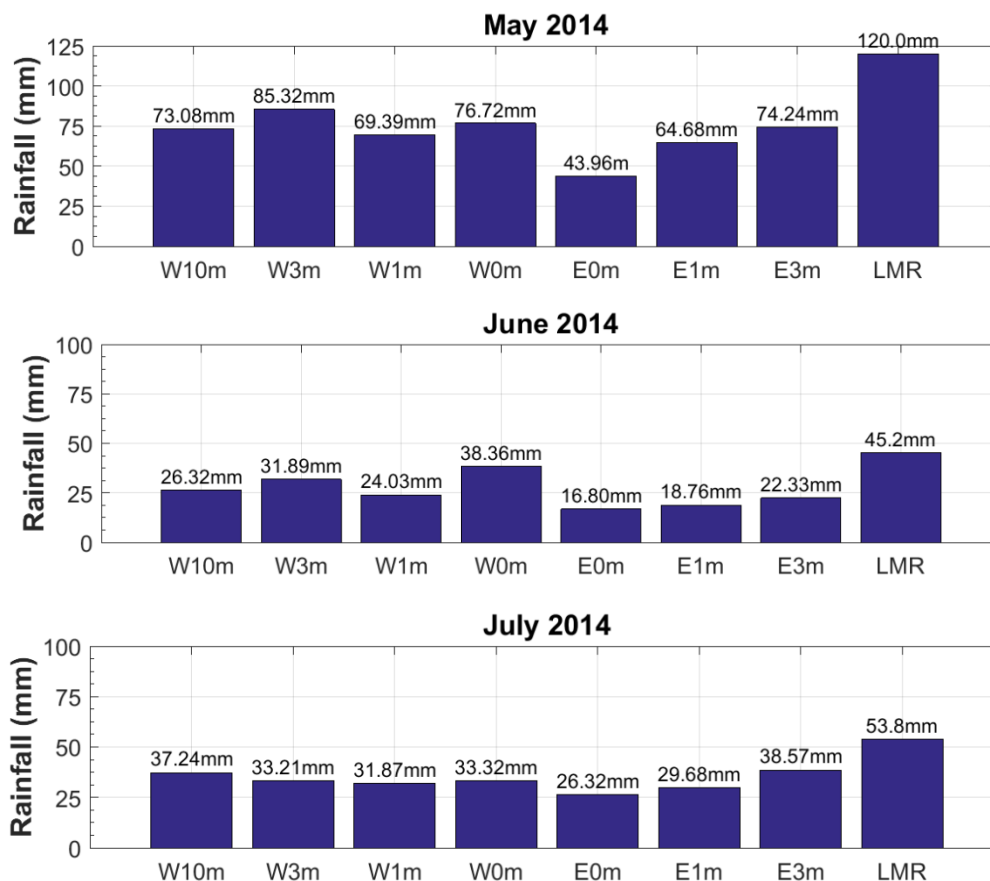 May 2014
Rainfall (mm)
125
100
75
50
25
0
73.08mm
85.32mm
69.39mm
76.72mm
43.96m
64.68mm
74.24mm
120.0mm
W10m W3m W1m W0m E0m E1m E3m LMR
June 2014
Rainfall (mm)
100
75
50
25
0
26.32mm
31.89mm
24.03mm
38.36mm
16.80mm
18.76mm
22.33mm
45.2mm
W10m W3m W1m W0m E0m E1m E3m LMR
July 2014
Rainfall (mm)
100
75
50
25
0
37.24mm
33.21mm
31.87mm
33.32mm
26.32mm
29.68mm
38.57mm
53.8mm
W10m W3m W1m W0m E0m E1m E3m LMR